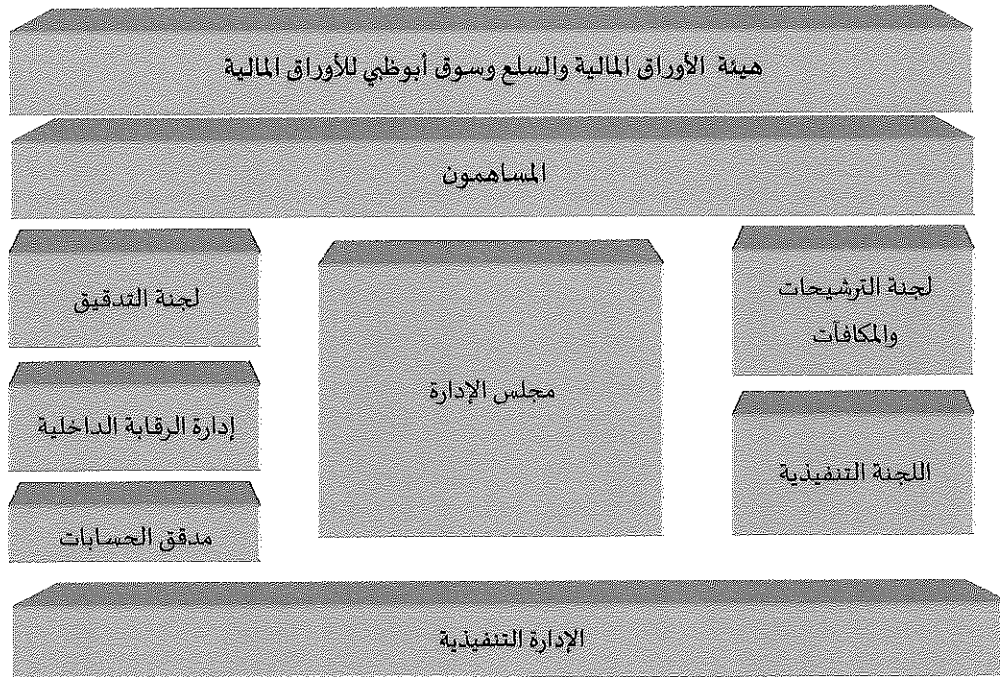 هيئة الأوراق المالية والسلع وسوق أبوظبي للأوراق المالية
المساهمون
لجنة الترشيحات
والمكافآت
اللجنة التنفيذية
مجلس الإدارة
لجنة التدقيق
إدارة الرقابة الداخلية
مدقق الحسابات
الإدارة التنفيذية